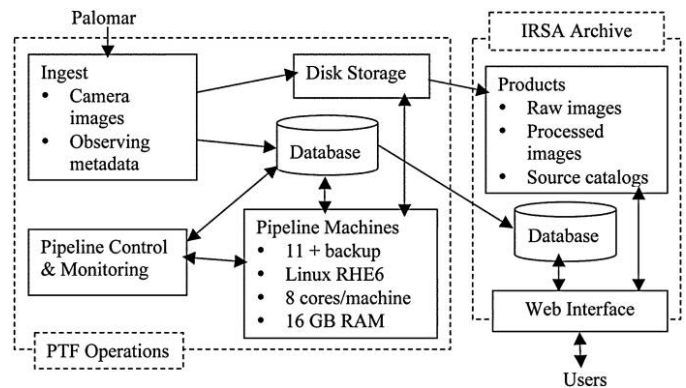 Palomar
IRSA Archive
Ingest
• Camera
images
• Observing
metadata
Disk Storage
Products
• Raw images
• Processed
images
• Source catalogs
Database
Database
Pipeline Control
& Monitoring
Pipeline Machines
• 11 + backup
• Linux RHE6
• 8 cores/machine
• 16 GB RAM
Web Interface
PTF Operations
Users